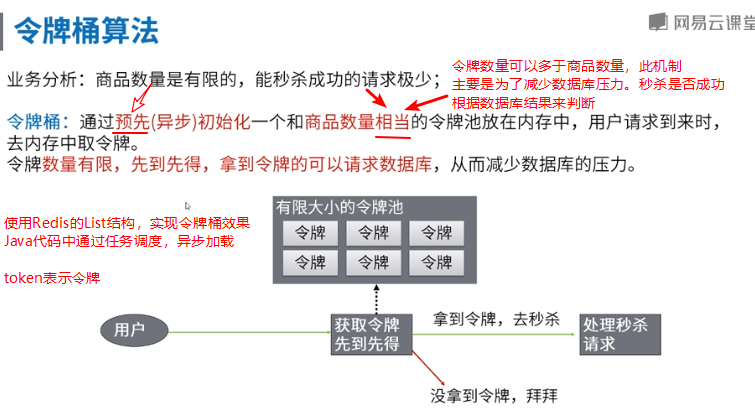 令牌桶算法
网易云课堂
业务分析：商品数量是有限的，能秒杀成功的请求极少；
令牌数量可以多于商品数量，此机制
主要是为了减少数据库压力。秒杀是否成功
根据数据库结果来判断
令牌桶：通过预先(异步)初始化一个和商品数量相当的令牌池放在内存中，用户请求到来时，
去内存中取令牌。
令牌数量有限，先到先得，拿到令牌的可以请求数据库，从而减少数据库的压力。
使用Redis的List结构，实现令牌桶效果
Java代码中通过任务调度，异步加载
token表示令牌
有限大小的令牌池
令牌 令牌 令牌
令牌 令牌 令牌
用户
获取令牌
先到先得
拿到令牌，去秒杀
处理秒杀
请求
没拿到令牌，拜拜